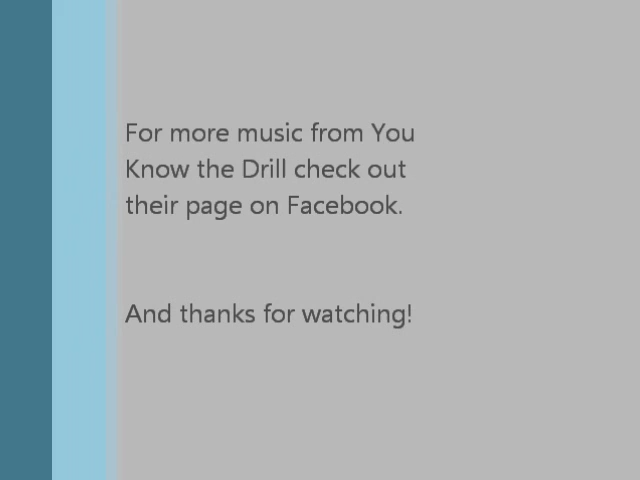 For more music from You
Know the Drill check out
their page on Facebook.
And thanks for watching!